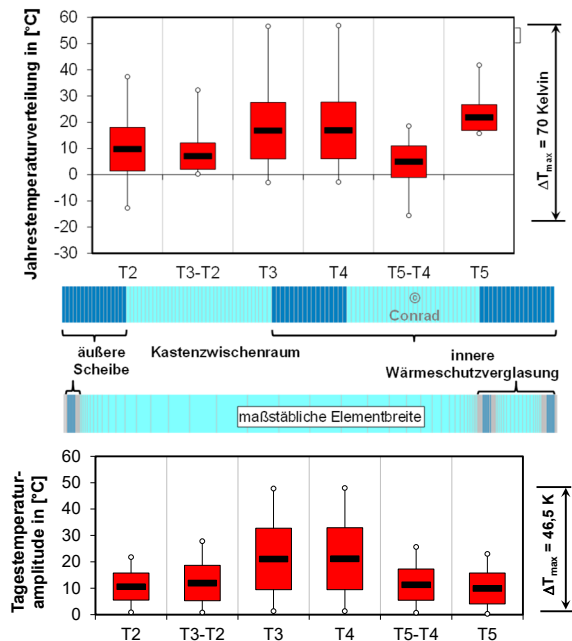 Jahrestemperaturverteilung in [°C]
60
50
40
30
20
10
0
-10
-20
-30
ΔTmax = 70 Kelvin
T2 T3-T2 T3 T4 T5-T4 T5
© Conrad
äußere Scheibe
Kastenzwischenraum
innere Wärmeschutzverglasung
maßstäbliche Elementbreite
Tagestemperatur-
amplitude in [°C]
60
50
40
30
20
10
0
ΔTmax = 46,5 K
T2 T3-T2 T3 T4 T5-T4 T5